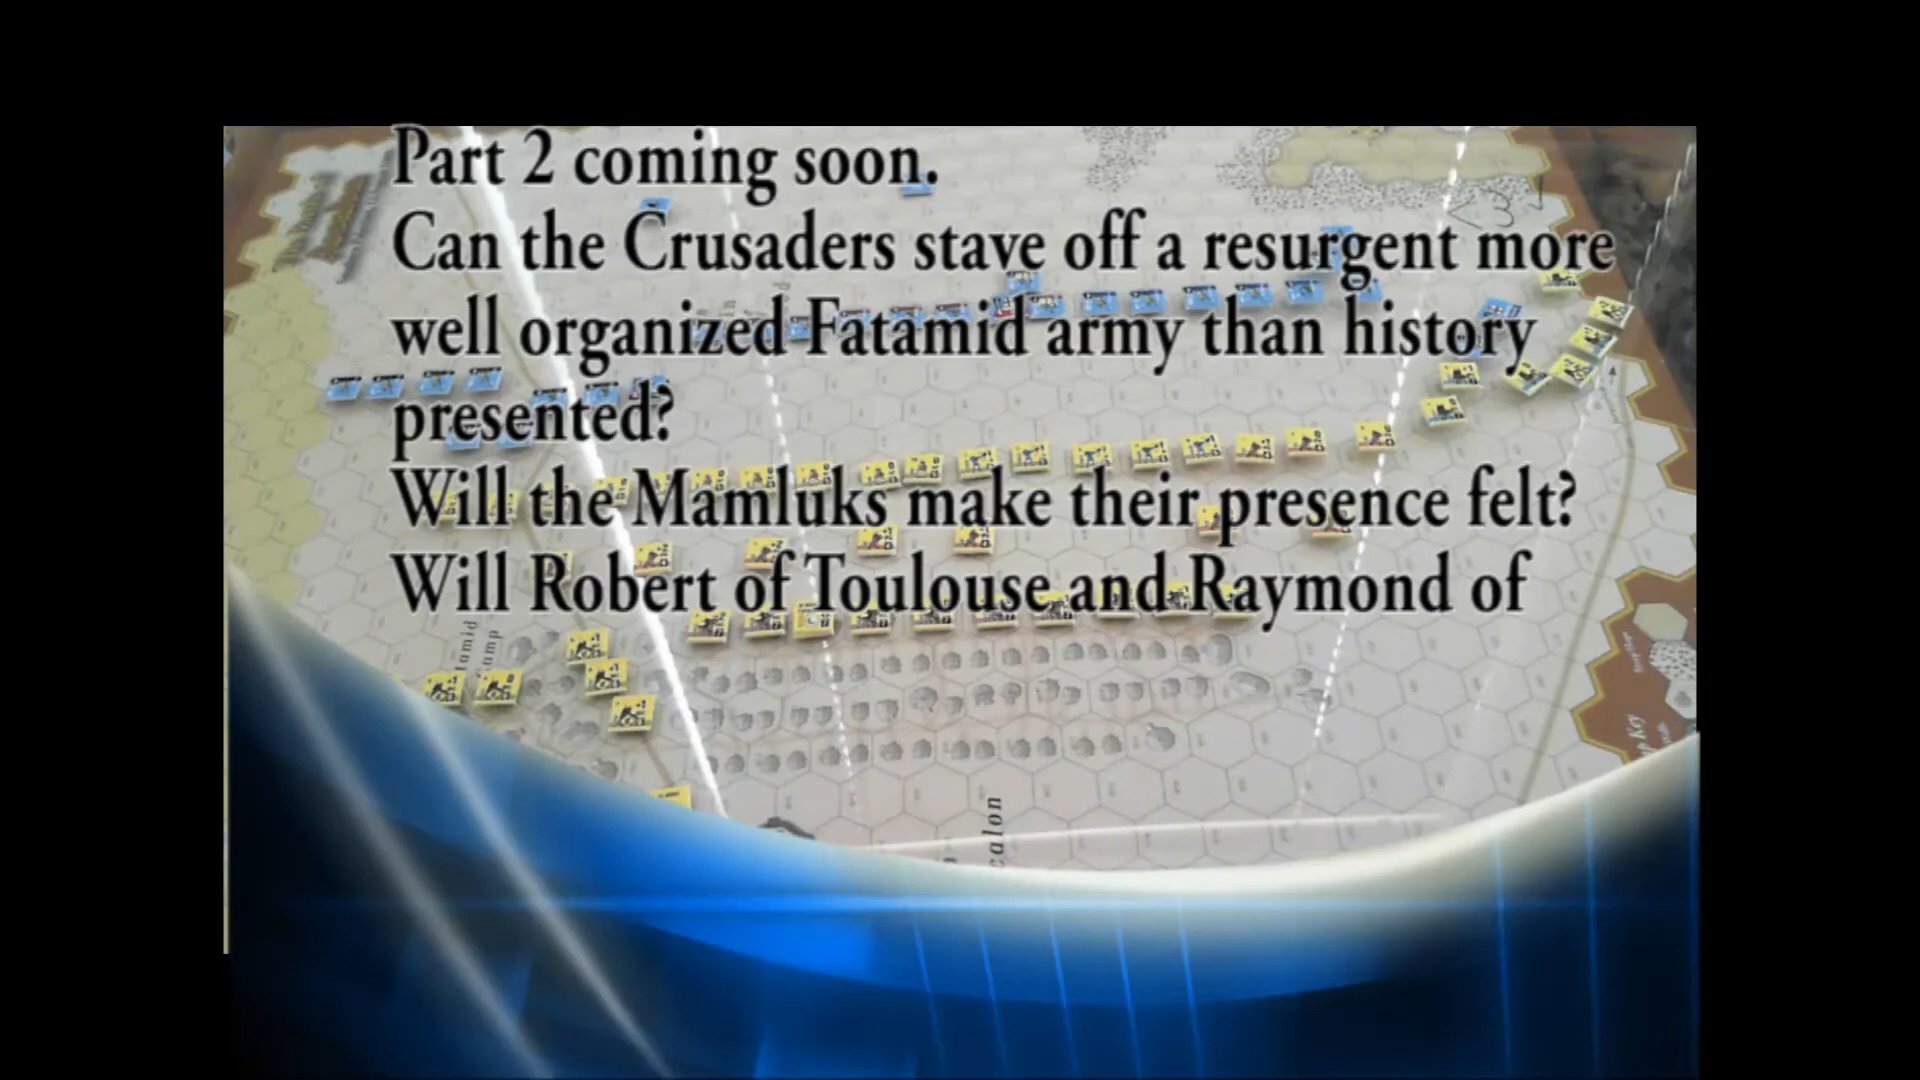 Part 2 coming soon.
Can the Crusaders stave off a resurgent more
well organized Fatamid army than history
presented?
Will the Mamluks make their presence felt?
Will Robert of Toulouse and Raymond of
calon